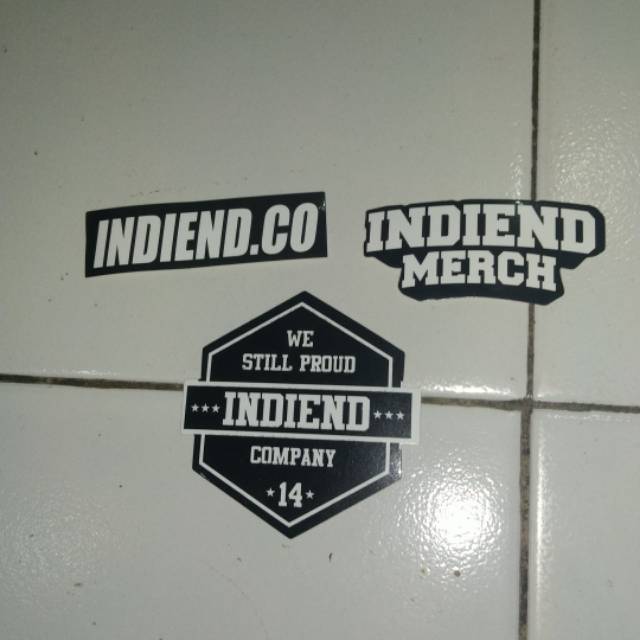 INDIEND.CO
INDIEND
MERCH
WE
STILL PROUD
INDIEND
COMPANY
14